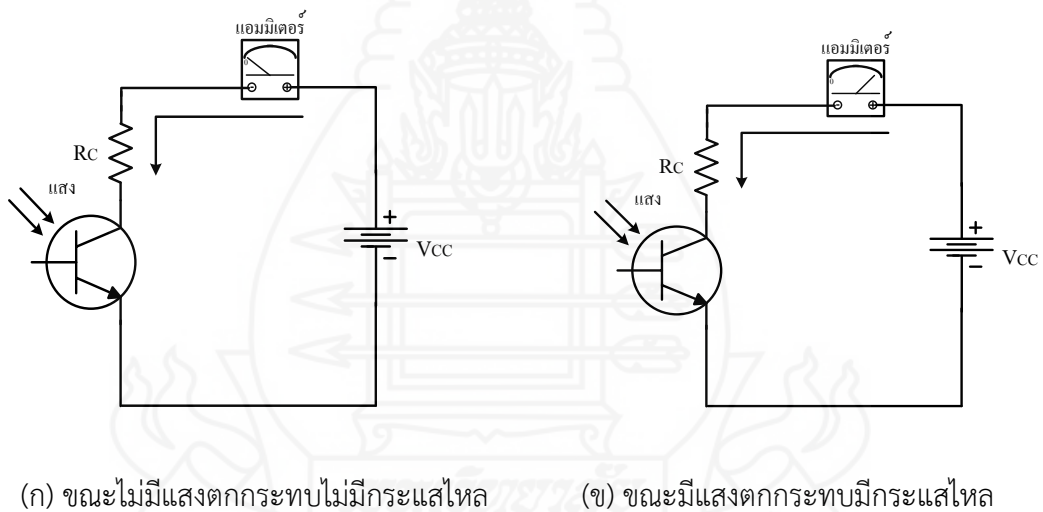 แอมมิเตอร์
0
RC
แสง
+
VCC
-
(ก) ขณะไม่มีแสงตกกระทบไม่มีกระแสไหล
แอมมิเตอร์
0
RC
แสง
+
VCC
-
(ข) ขณะมีแสงตกกระทบมีกระแสไหล